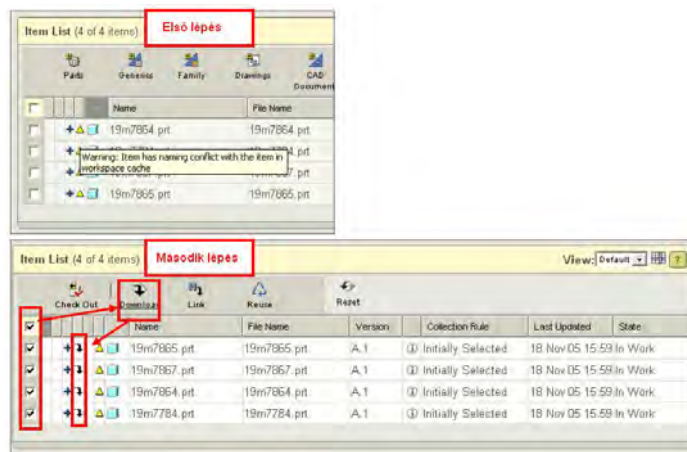 Item List (4 of 4 items)
Első lépés
Parts
Generics
Family
Drawings
CAD Document
Name
File Name
19m7864.prt
19m7864.prt
Warning: Item has naming conflict with the item in workspace cache
19m7865.prt
19m7865.prt
Item List (4 of 4 items)
Második lépés
View: Default
Check Out
Download
Link
Reuse
Reset
Name File Name Version Collection Rule Last Updated State
19m7865.prt 19m7865.prt A.1 Initially Selected 18 Nov 05 15:59 In Work
19m7867.prt 19m7867.prt A.1 Initially Selected 18 Nov 05 15:59 In Work
19m7864.prt 19m7864.prt A.1 Initially Selected 18 Nov 05 15:59 In Work
19m7784.prt 19m7784.prt A.1 Initially Selected 18 Nov 05 15:59 In Work